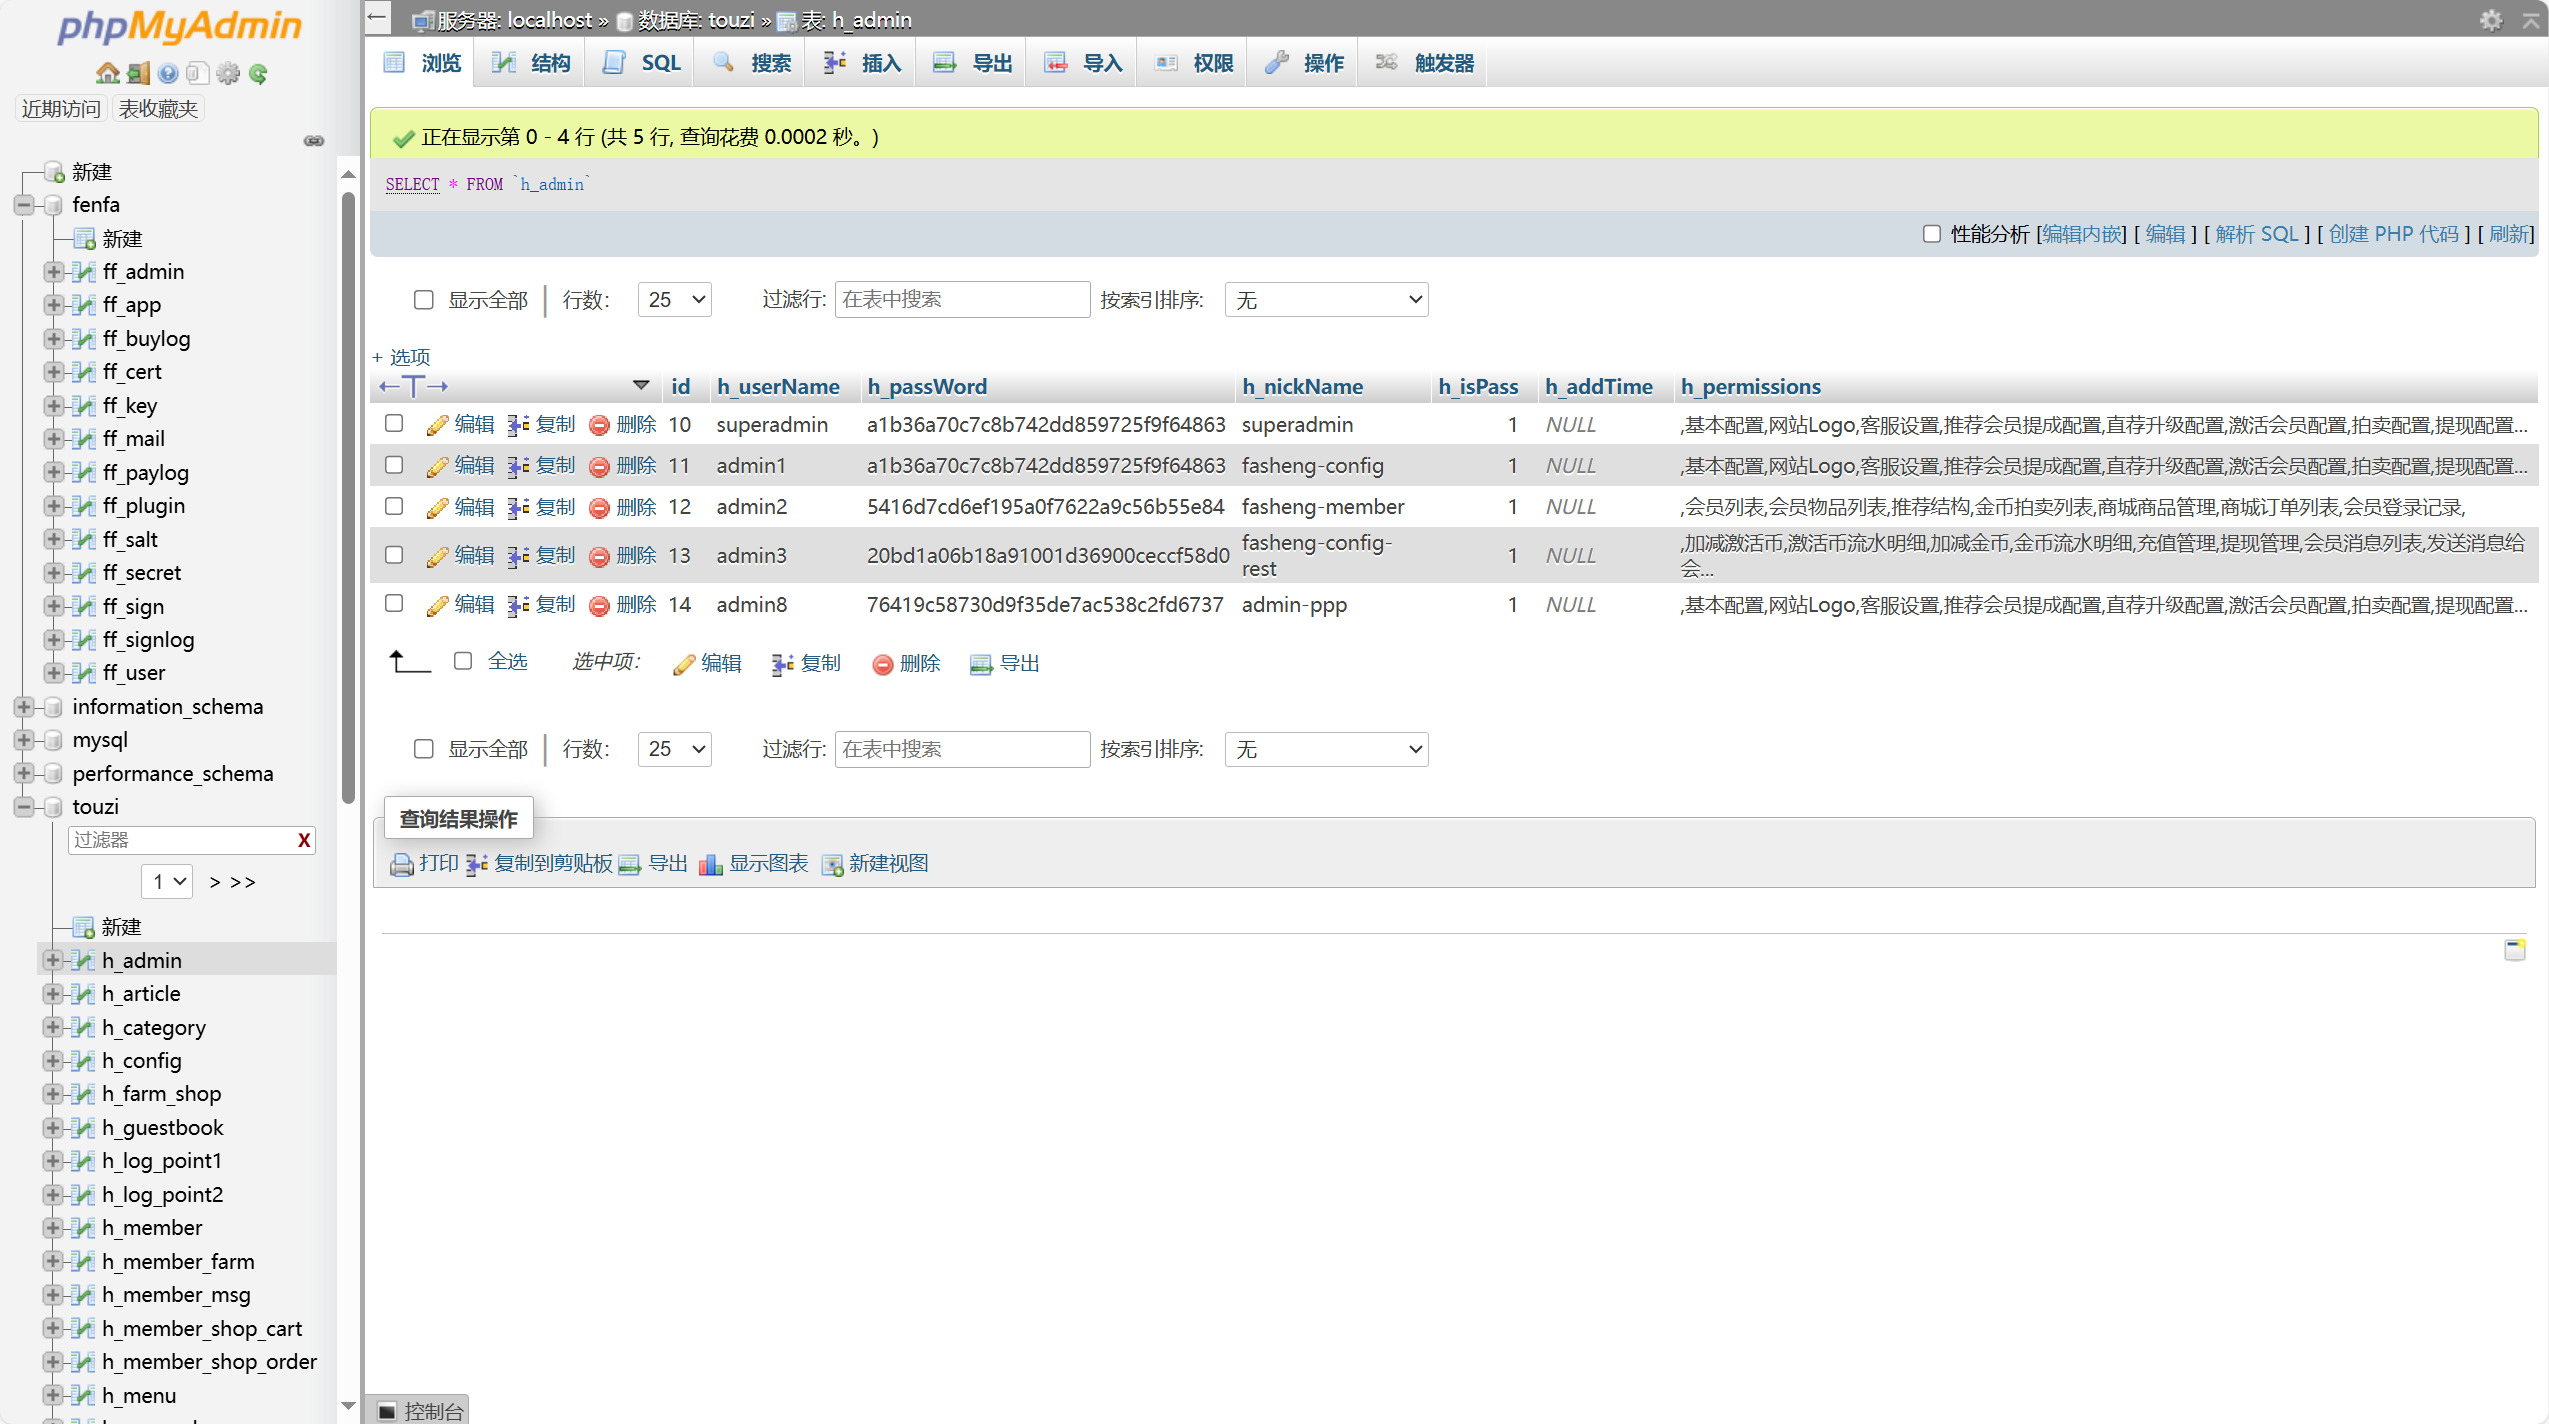 phpMyAdmin
近期访问 表收藏夹
新建
fenfa
新建
ff_admin
ff_app
ff_buylog
ff_cert
ff_key
ff_mail
ff_paylog
ff_plugin
ff_salt
ff_secret
ff_sign
ff_signlog
ff_user
information_schema
mysql
performance_schema
touzi
过滤器 X
1 > >>
新建
h_admin
h_article
h_category
h_config
h_farm_shop
h_guestbook
h_log_point1
h_log_point2
h_member
h_member_farm
h_member_msg
h_member_shop_cart
h_member_shop_order
h_menu
服务器: localhost » 数据库: touzi » 表: h_admin
浏览 结构 SQL 搜索 插入 导出 导入 权限 操作 触发器
正在显示第 0 - 4 行 (共 5 行, 查询花费 0.0002 秒。)
SELECT * FROM `h_admin`
性能分析 [编辑内嵌] [ 编辑 ] [ 解析 SQL ] [ 创建 PHP 代码 ] [ 刷新]
显示全部 | 行数: 25 过滤行: 在表中搜索 按索引排序: 无
+ 选项
←T→ id h_userName h_passWord h_nickName h_isPass h_addTime h_permissions
编辑 复制 删除 10 superadmin a1b36a70c7c8b742dd859725f9f64863 superadmin 1 NULL ,基本配置,网站Logo,客服设置,推荐会员提成配置,直荐升级配置,激活会员配置,拍卖配置,提现配置...
编辑 复制 删除 11 admin1 a1b36a70c7c8b742dd859725f9f64863 fasheng-config 1 NULL ,基本配置,网站Logo,客服设置,推荐会员提成配置,直荐升级配置,激活会员配置,拍卖配置,提现配置...
编辑 复制 删除 12 admin2 5416d7cd6ef195a0f7622a9c56b55e84 fasheng-member 1 NULL ,会员列表,会员物品列表,推荐结构,金币拍卖列表,商城商品管理,商城订单列表,会员登录记录,
编辑 复制 删除 13 admin3 20bd1a06b18a91001d36900ceccf58d0 fasheng-config-rest 1 NULL ,加减激活币,激活币流水明细,加减金币,金币流水明细,充值管理,提现管理,会员消息列表,发送消息给会...
编辑 复制 删除 14 admin8 76419c58730d9f35de7ac538c2fd6737 admin-ppp 1 NULL ,基本配置,网站Logo,客服设置,推荐会员提成配置,直荐升级配置,激活会员配置,拍卖配置,提现配置...
全选 选中项: 编辑 复制 删除 导出
显示全部 | 行数: 25 过滤行: 在表中搜索 按索引排序: 无
查询结果操作
打印 复制到剪贴板 导出 显示图表 新建视图
控制台